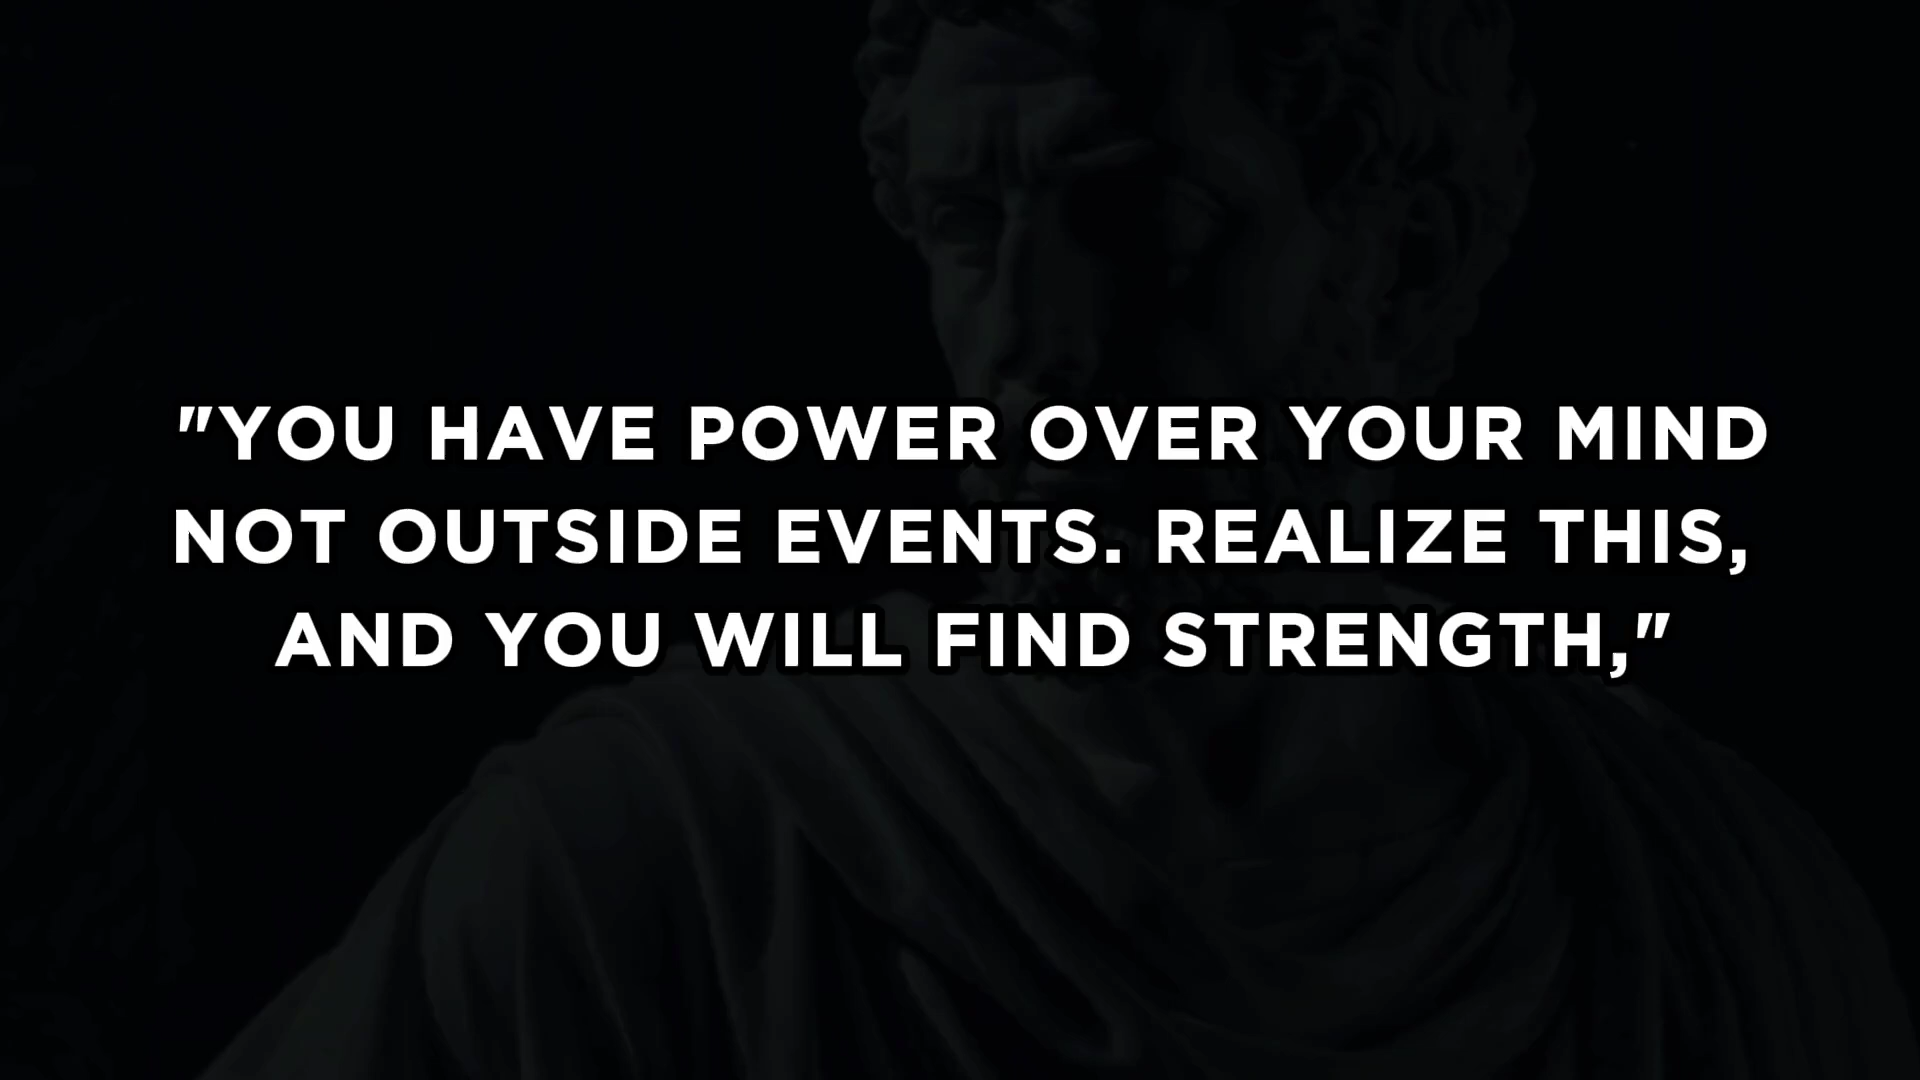 "YOU HAVE POWER OVER YOUR MIND
NOT OUTSIDE EVENTS. REALIZE THIS,
AND YOU WILL FIND STRENGTH,"